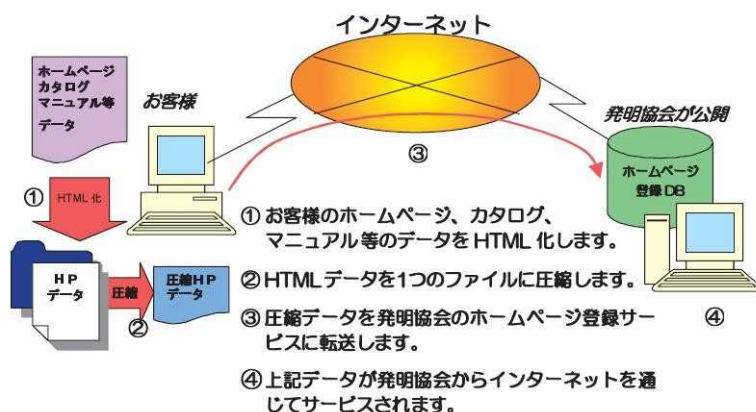 インターネット
ホームページ
カタログ
マニュアル等
データ
お客様
発明協会が公開
③
ホームページ
登録DB
①
HTML 化
HP
データ
圧縮
②
圧縮HP
データ
④
① お客様のホームページ、カタログ、
マニュアル等のデータを HTML 化します。
② HTMLデータを1つのファイルに圧縮します。
③ 圧縮データを発明協会のホームページ登録サー
ビスに転送します。
④ 上記データが発明協会からインターネットを通
じてサービスされます。